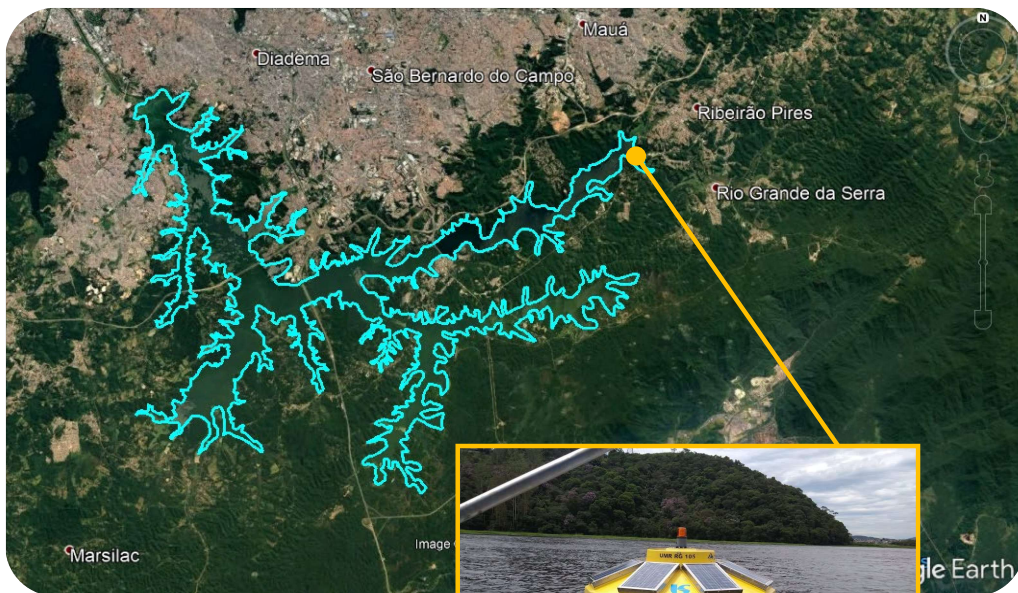 N
Mauá
Diadema
São Bernardo do Campo
Ribeirão Pires
Rio Grande da Serra
Marsilac
Image
gle Earth